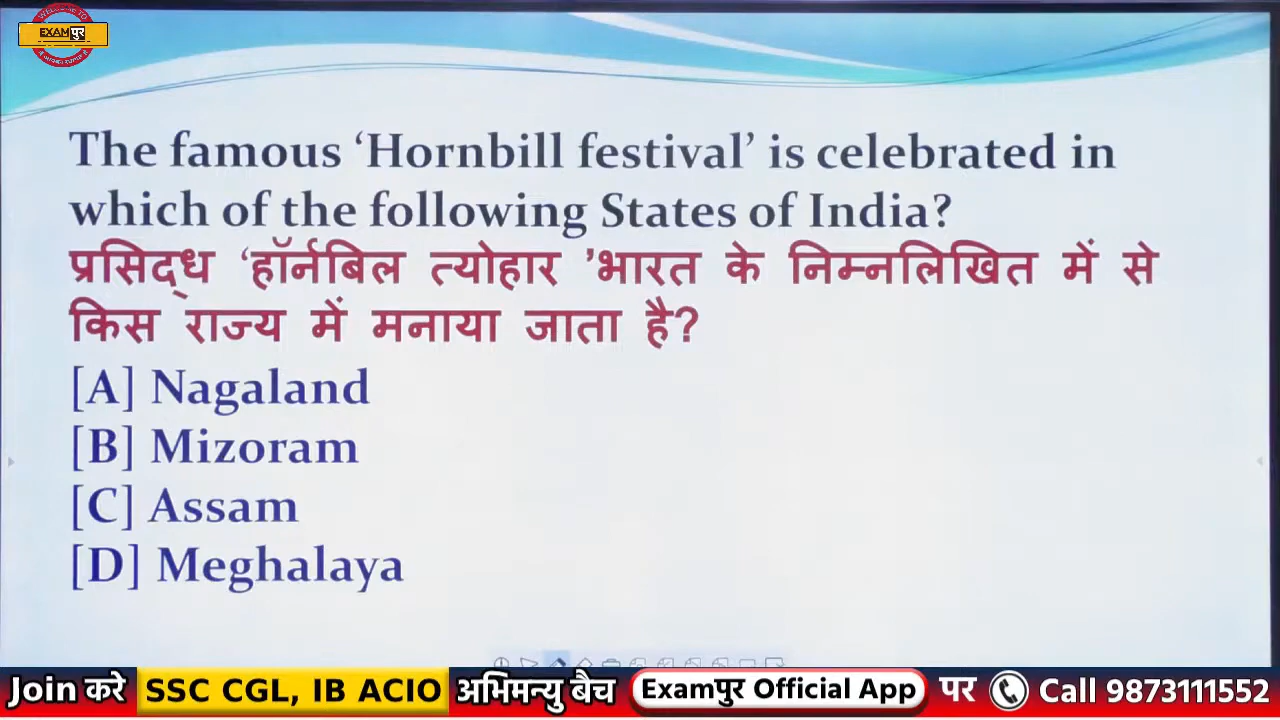 WELCOME TO
EXAMपुर
The famous ‘Hornbill festival’ is celebrated in
which of the following States of India?
प्रसिद्ध ‘हॉर्नबिल त्योहार ’भारत के निम्नलिखित में से
किस राज्य में मनाया जाता है?
[A] Nagaland
[B] Mizoram
[C] Assam
[D] Meghalaya
Join करे SSC CGL, IB ACIO अभिमन्यु बैच Examपुर Official App पर Call 9873111552